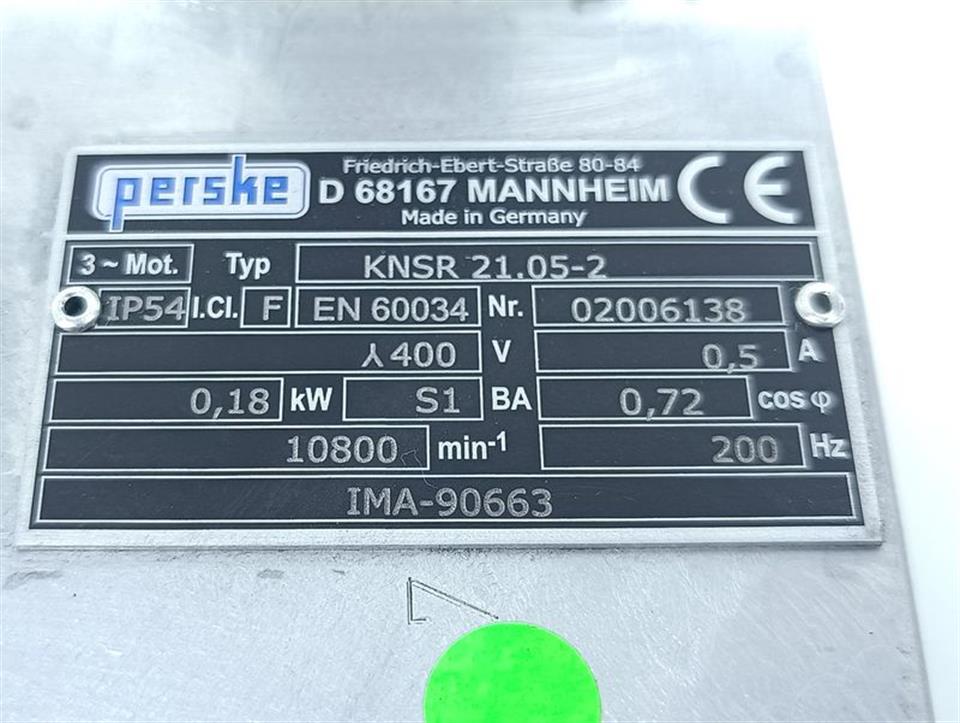 perske
Friedrich-Ebert-Straße 80-84
D 68167 MANNHEIM
Made in Germany
CE
3 ~ Mot. Typ KNSR 21.05-2
IP54 I.Cl. F EN 60034 Nr. 02006138
⅄ 400 V 0,5 A
0,18 kW S1 BA 0,72 cos φ
10800 min-1 200 Hz
IMA-90663